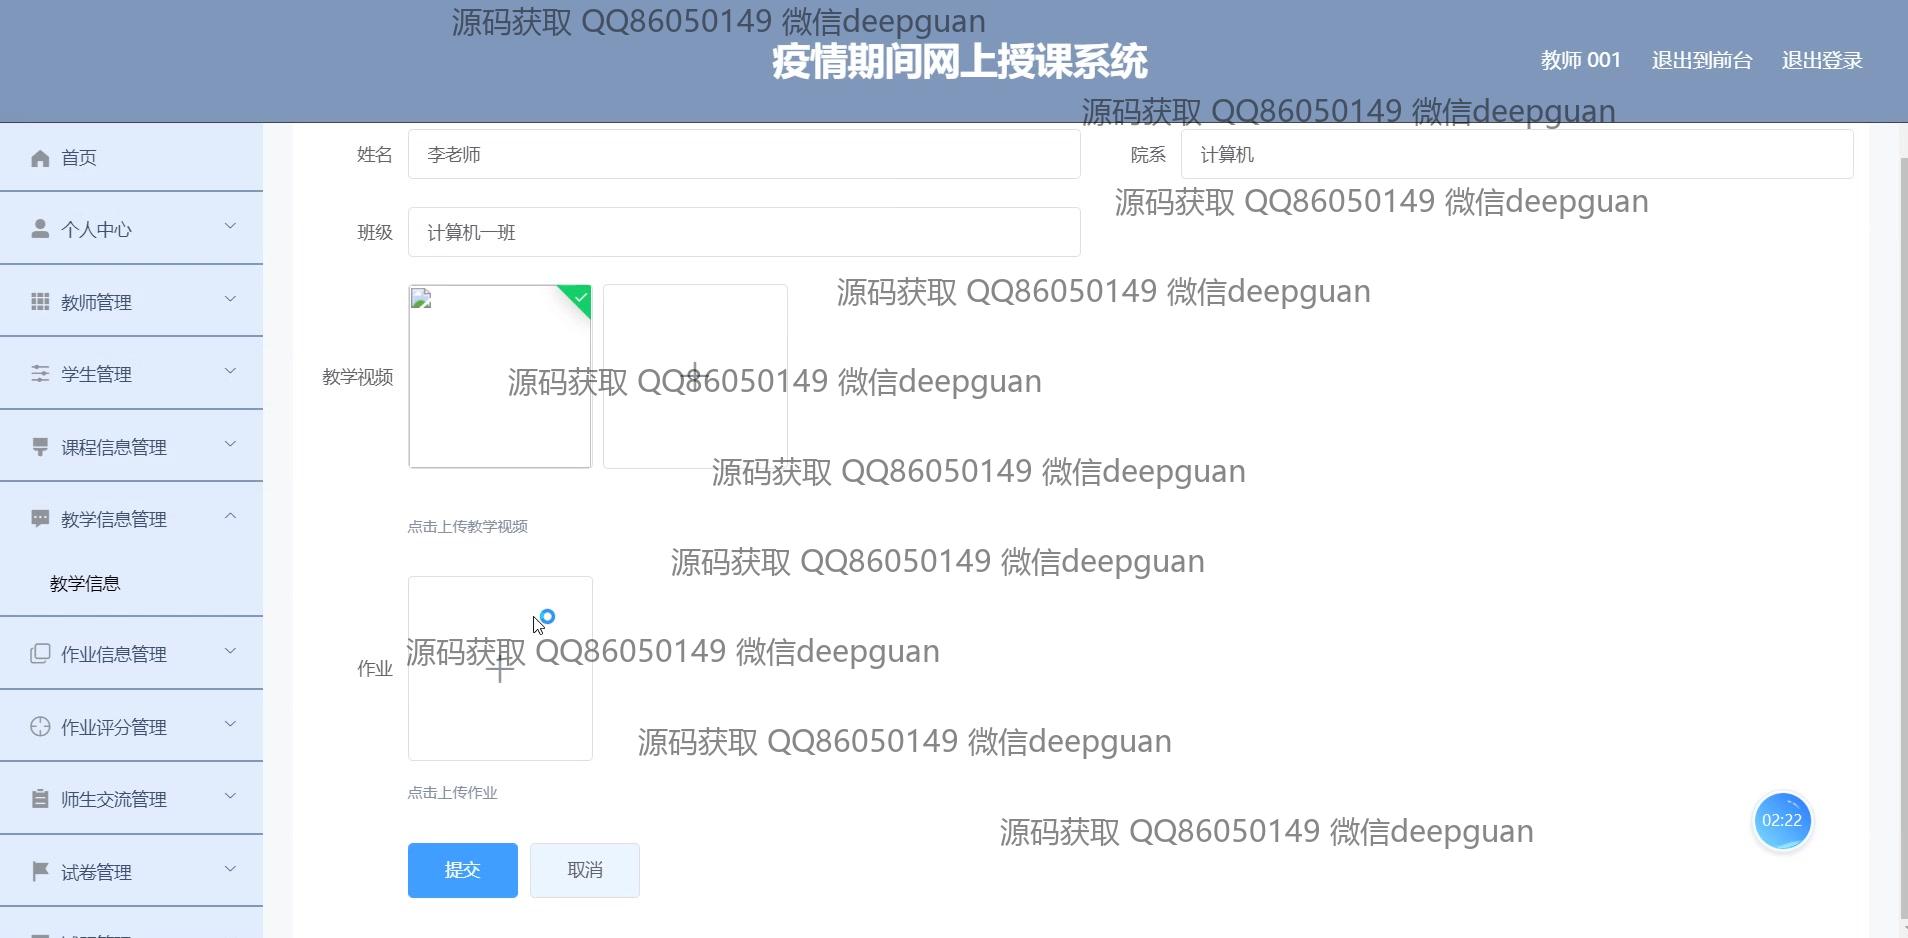 源码获取 QQ86050149 微信deepguan
疫情期间网上授课系统
教师 001 退出到前台 退出登录
源码获取 QQ86050149 微信deepguan
首页
姓名 李老师 院系 计算机
源码获取 QQ86050149 微信deepguan
个人中心
班级 计算机一班
源码获取 QQ86050149 微信deepguan
教师管理
学生管理
教学视频
源码获取 QQ86050149 微信deepguan
课程信息管理
源码获取 QQ86050149 微信deepguan
教学信息管理
点击上传教学视频
源码获取 QQ86050149 微信deepguan
教学信息
作业信息管理
源码获取 QQ86050149 微信deepguan
作业
作业评分管理
源码获取 QQ86050149 微信deepguan
点击上传作业
师生交流管理
02:22
源码获取 QQ86050149 微信deepguan
试卷管理
提交 取消